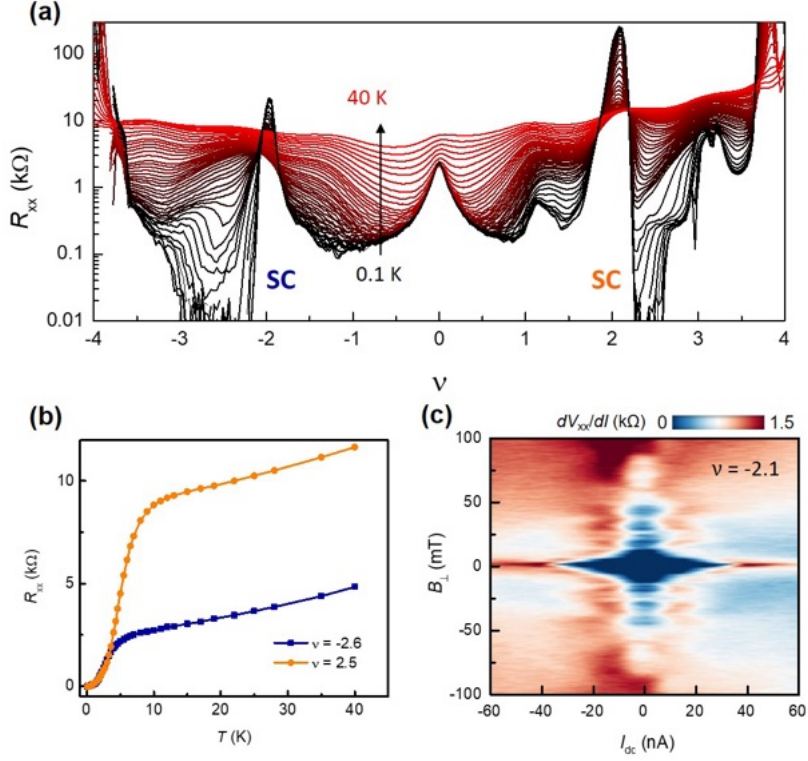 (a)
100
10
1
0.1
0.01
R_xx (kΩ)
40 K
0.1 K
SC
SC
-4 -3 -2 -1 0 1 2 3 4
ν
(b)
10
5
0
R_xx (kΩ)
ν = -2.6
ν = 2.5
0 10 20 30 40
T (K)
(c)
dV_xx/dI (kΩ) 0 1.5
ν = -2.1
100
50
0
-50
-100
B_⊥ (mT)
-60 -40 -20 0 20 40 60
I_dc (nA)